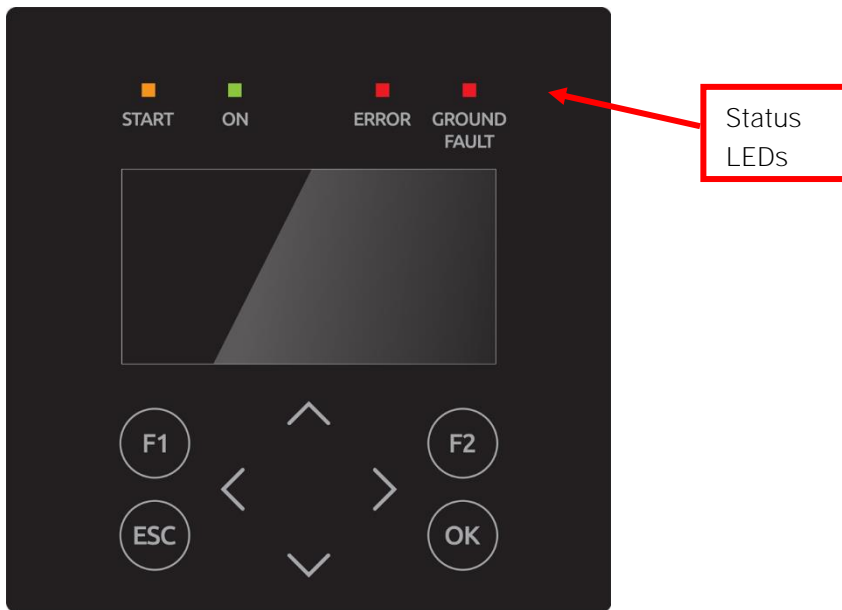 START ON ERROR GROUND
FAULT
Status
LEDs
F1 F2
ESC OK